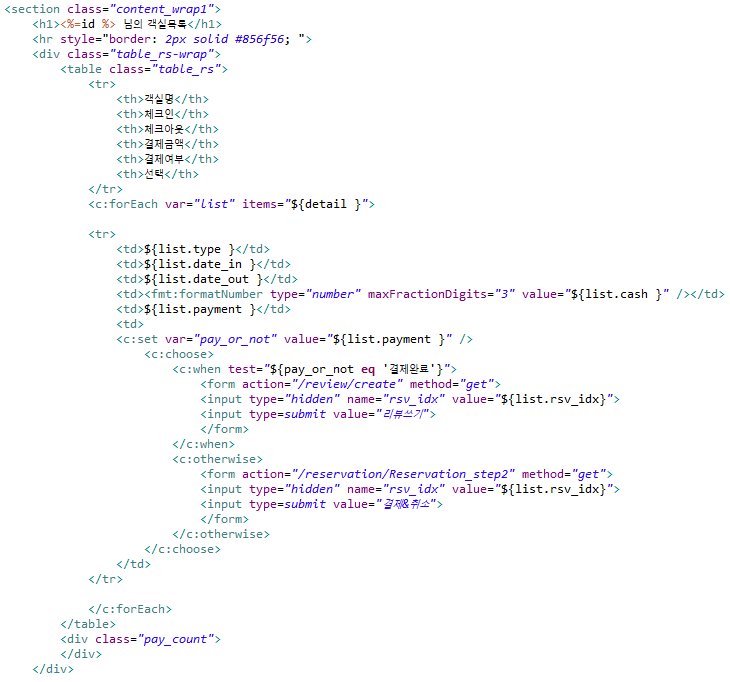 <section class="content_wrap1">
<h1><%=id %> 님의 객실목록</h1>
<hr style="border: 2px solid #856f56; ">
<div class="table_rs-wrap">
<table class="table_rs">
<tr>
<th>객실명</th>
<th>체크인</th>
<th>체크아웃</th>
<th>결제금액</th>
<th>결제여부</th>
<th>선택</th>
</tr>
<c:forEach var="list" items="${detail }">
<tr>
<td>${list.type }</td>
<td>${list.date_in }</td>
<td>${list.date_out }</td>
<td><fmt:formatNumber type="number" maxFractionDigits="3" value="${list.cash }" /></td>
<td>${list.payment }</td>
<td>
<c:set var="pay_or_not" value="${list.payment }" />
<c:choose>
<c:when test="${pay_or_not eq '결제완료'}">
<form action="/review/create" method="get">
<input type="hidden" name="rsv_idx" value="${list.rsv_idx}">
<input type=submit value="리뷰쓰기">
</form>
</c:when>
<c:otherwise>
<form action="/reservation/Reservation_step2" method="get">
<input type="hidden" name="rsv_idx" value="${list.rsv_idx}">
<input type=submit value="결제&취소">
</form>
</c:otherwise>
</c:choose>
</td>
</tr>
</c:forEach>
</table>
<div class="pay_count">
</div>
</div>